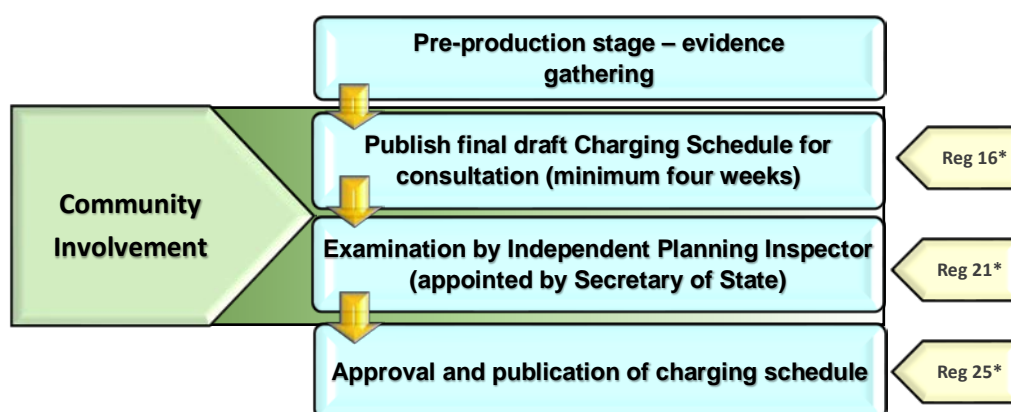 Pre-production stage – evidence
gathering
Publish final draft Charging Schedule for
consultation (minimum four weeks)
Reg 16*
Community
Involvement
Examination by Independent Planning Inspector
(appointed by Secretary of State)
Reg 21*
Approval and publication of charging schedule
Reg 25*